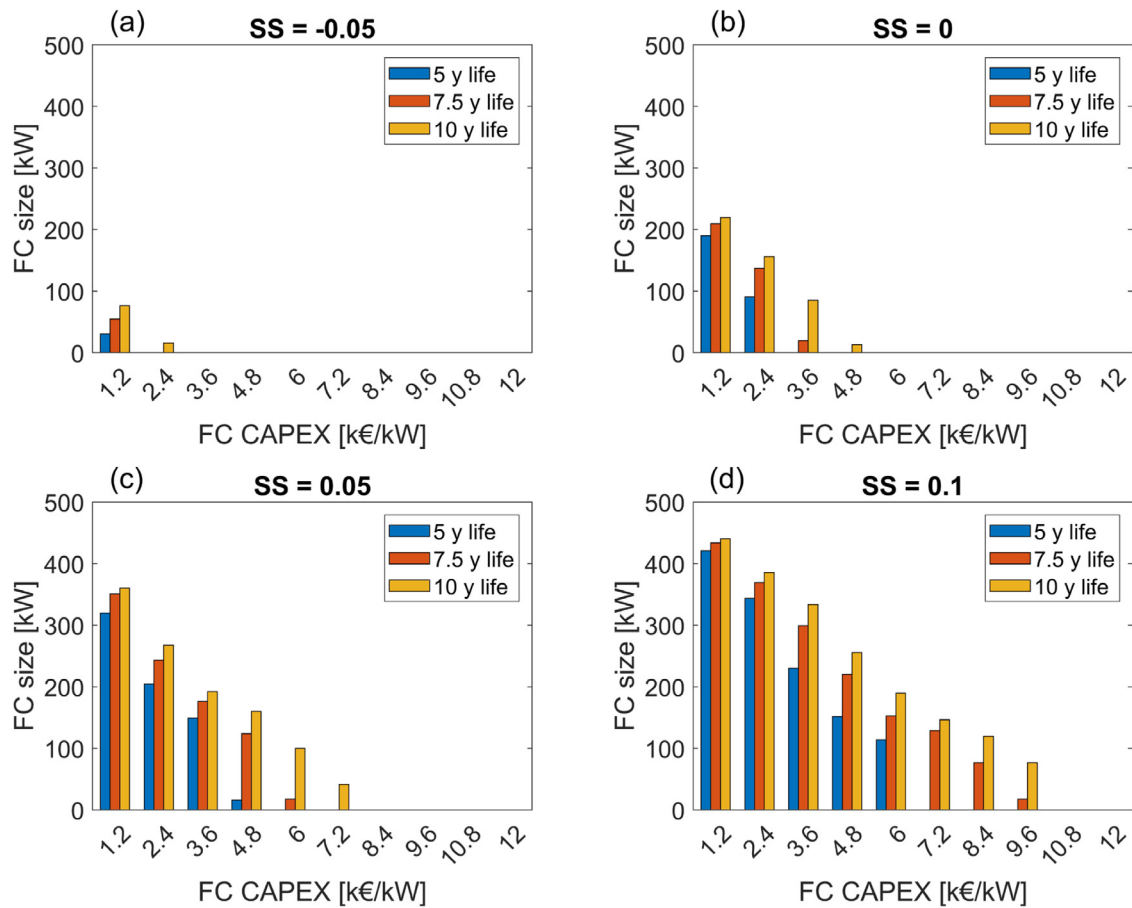 (a)
SS = -0.05
500
400
300
200
100
0
FC size [kW]
5 y life
7.5 y life
10 y life
1.2 2.4 3.6 4.8 6 7.2 8.4 9.6 10.8 12
FC CAPEX [k€/kW]
(b)
SS = 0
500
400
300
200
100
0
FC size [kW]
5 y life
7.5 y life
10 y life
1.2 2.4 3.6 4.8 6 7.2 8.4 9.6 10.8 12
FC CAPEX [k€/kW]
(c)
SS = 0.05
500
400
300
200
100
0
FC size [kW]
5 y life
7.5 y life
10 y life
1.2 2.4 3.6 4.8 6 7.2 8.4 9.6 10.8 12
FC CAPEX [k€/kW]
(d)
SS = 0.1
500
400
300
200
100
0
FC size [kW]
5 y life
7.5 y life
10 y life
1.2 2.4 3.6 4.8 6 7.2 8.4 9.6 10.8 12
FC CAPEX [k€/kW]